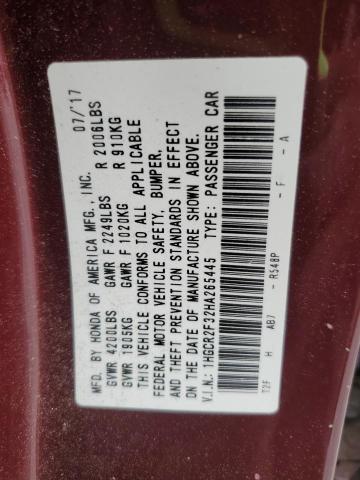 MFD. BY HONDA OF AMERICA MFG., INC. 07/'17
GVWR 4200LBS GAWR F 2249LBS R 2006LBS
GVWR 1905KG GAWR F 1020KG R 910KG
THIS VEHICLE CONFORMS TO ALL APPLICABLE
FEDERAL MOTOR VEHICLE SAFETY, BUMPER,
AND THEFT PREVENTION STANDARDS IN EFFECT
ON THE DATE OF MANUFACTURE SHOWN ABOVE.
V.I.N.: 1HGCR2F32HA265445 TYPE: PASSENGER CAR
T2F H AB7 - R548P - F - A